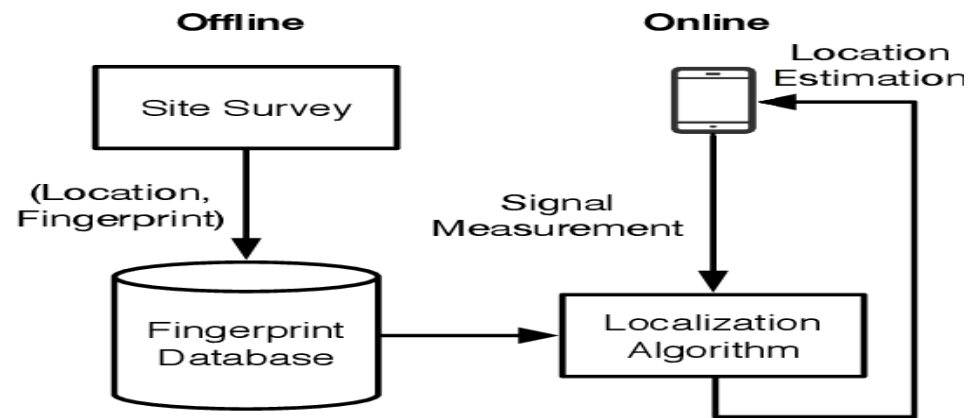 Offline
Online
Site Survey
Location
Estimation
(Location,
Fingerprint)
Signal
Measurement
Fingerprint
Database
Localization
Algorithm